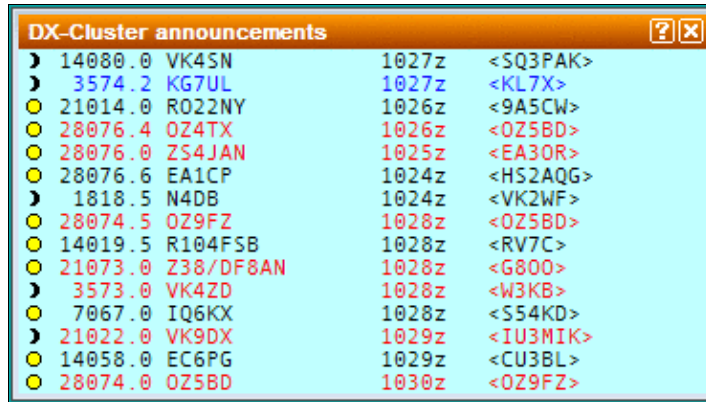 DX-Cluster announcements
14080.0 VK4SN 1027z <SQ3PAK>
3574.2 KG7UL 1027z <KL7X>
21014.0 RO22NY 1026z <9A5CW>
28076.4 OZ4TX 1026z <OZ5BD>
28076.0 ZS4JAN 1025z <EA3OR>
28076.6 EA1CP 1024z <HS2AQG>
1818.5 N4DB 1024z <VK2WF>
28074.5 OZ9FZ 1028z <OZ5BD>
14019.5 R104FSB 1028z <RV7C>
21073.0 Z38/DF8AN 1028z <G8OO>
3573.0 VK4ZD 1028z <W3KB>
7067.0 IQ6KX 1028z <S54KD>
21022.0 VK9DX 1029z <IU3MIK>
14058.0 EC6PG 1029z <CU3BL>
28074.0 OZ5BD 1030z <OZ9FZ>